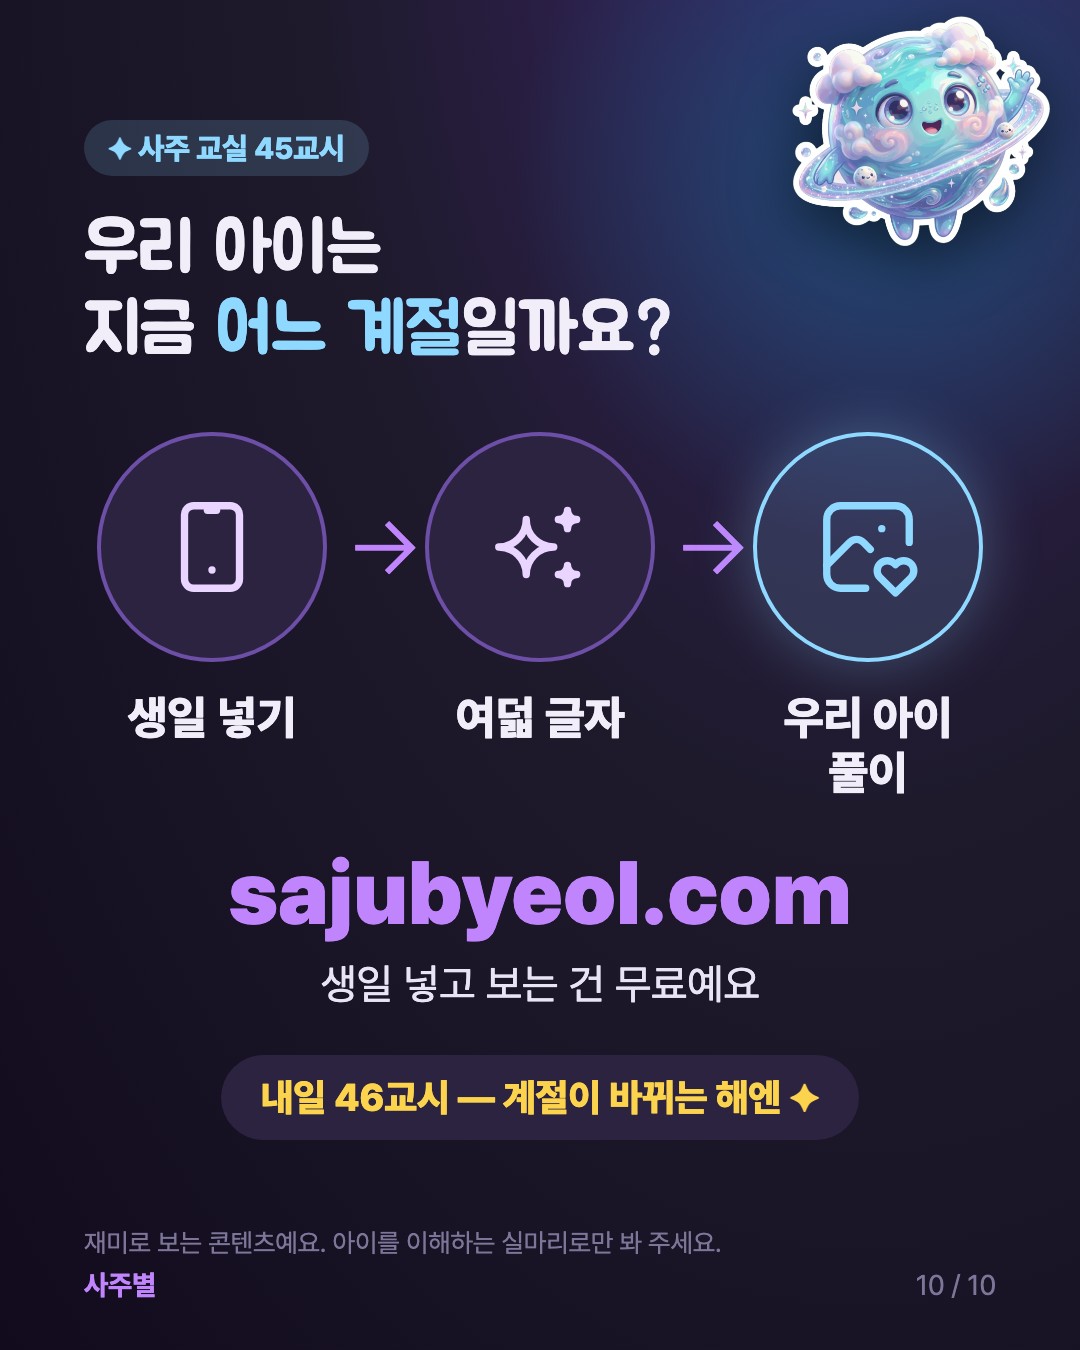 ✦ 사주 교실 45교시
우리 아이는
지금 어느 계절일까요?
생일 넣기
여덟 글자
우리 아이
풀이
sajubyeol.com
생일 넣고 보는 건 무료예요
내일 46교시 — 계절이 바뀌는 해엔 ✦
재미로 보는 콘텐츠예요. 아이를 이해하는 실마리로만 봐 주세요.
사주별
10 / 10